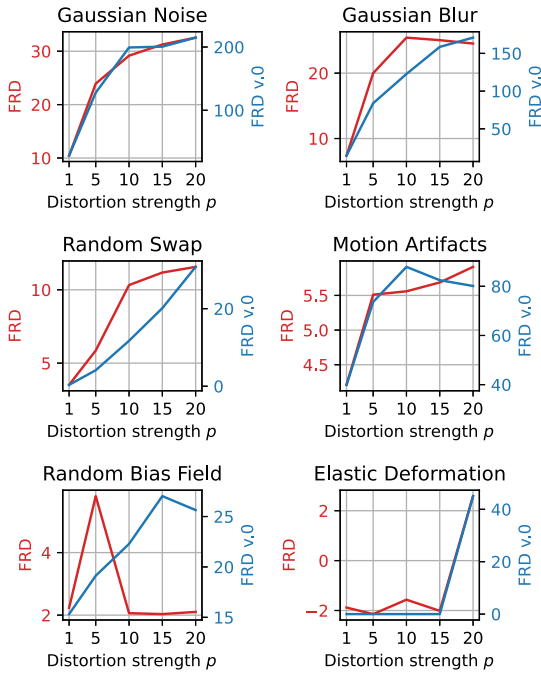 Gaussian Noise
FRD
30
20
10
200
100
FRD v.0
1 5 10 15 20
Distortion strength p
Gaussian Blur
FRD
20
10
150
100
50
FRD v.0
1 5 10 15 20
Distortion strength p
Random Swap
FRD
10
5
20
0
FRD v.0
1 5 10 15 20
Distortion strength p
Motion Artifacts
FRD
5.5
5.0
4.5
80
60
40
FRD v.0
1 5 10 15 20
Distortion strength p
Random Bias Field
FRD
4
2
25
20
15
FRD v.0
1 5 10 15 20
Distortion strength p
Elastic Deformation
FRD
2
0
−2
40
20
0
FRD v.0
1 5 10 15 20
Distortion strength p